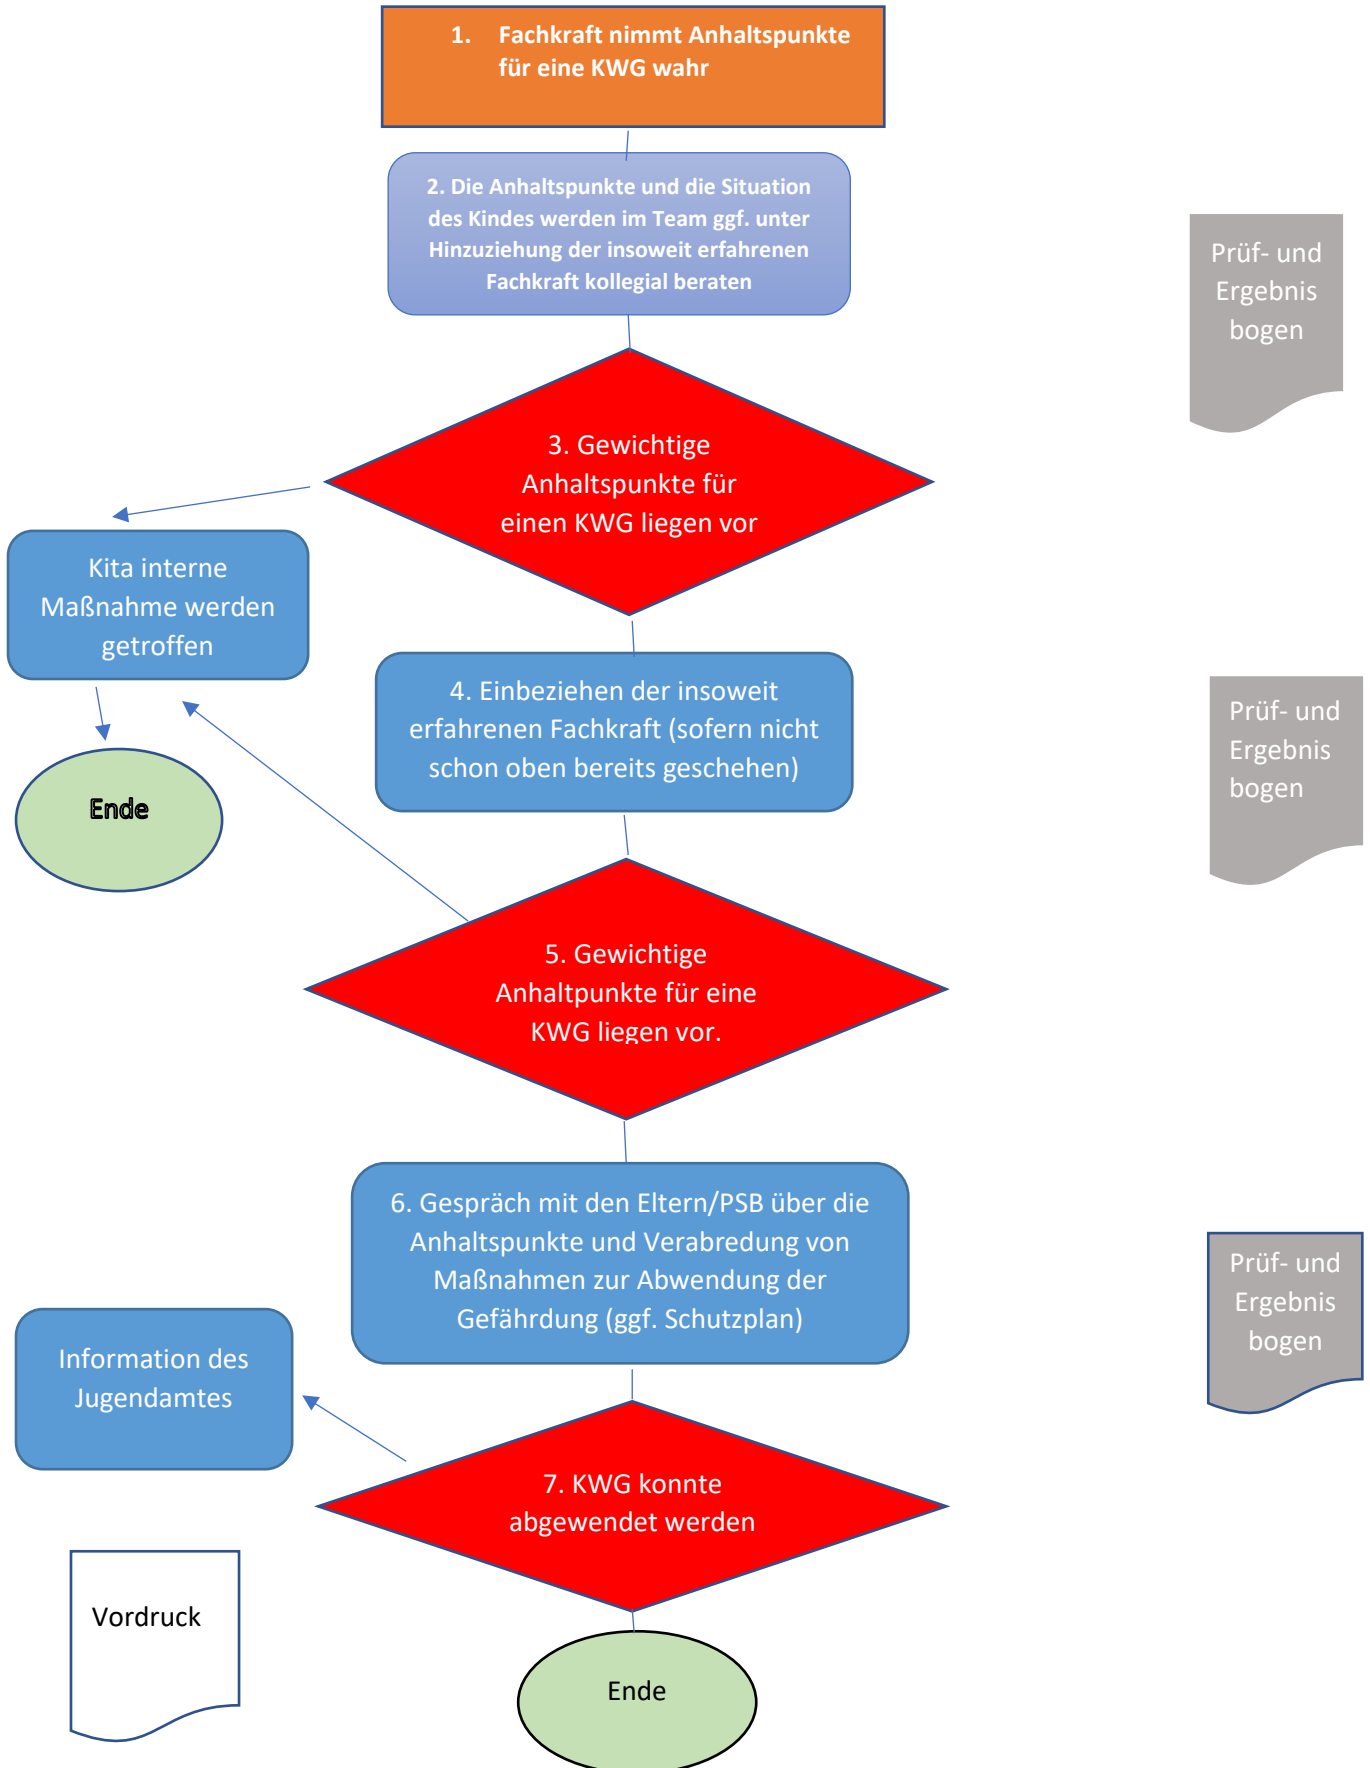 1. Fachkraft nimmt Anhaltspunkte
für eine KWG wahr
2. Die Anhaltspunkte und die Situation
des Kindes werden im Team ggf. unter
Hinzuziehung der insoweit erfahrenen
Fachkraft kollegial beraten
Prüf- und
Ergebnis
bogen
3. Gewichtige
Anhaltspunkte für
einen KWG liegen vor
Kita interne
Maßnahme werden
getroffen
Ende
4. Einbeziehen der insoweit
erfahrenen Fachkraft (sofern nicht
schon oben bereits geschehen)
Prüf- und
Ergebnis
bogen
5. Gewichtige
Anhaltpunkte für eine
KWG liegen vor.
6. Gespräch mit den Eltern/PSB über die
Anhaltspunkte und Verabredung von
Maßnahmen zur Abwendung der
Gefährdung (ggf. Schutzplan)
Prüf- und
Ergebnis
bogen
Information des
Jugendamtes
7. KWG konnte
abgewendet werden
Vordruck
Ende